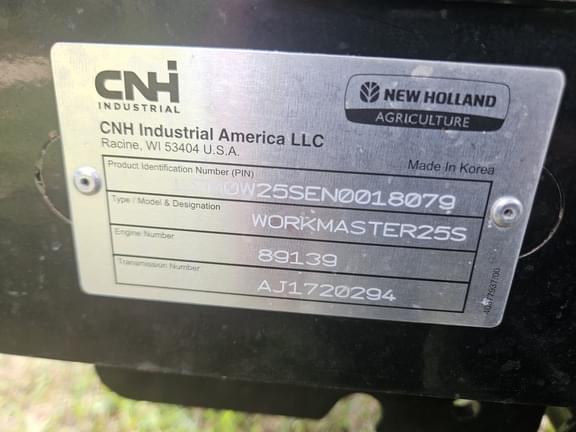 CNH
INDUSTRIAL
NEW HOLLAND
AGRICULTURE
CNH Industrial America LLC
Racine, WI 53404 U.S.A.
Made In Korea
Product Identification Number (PIN)
Type / Model & Designation
WORKMASTER25S
Engine Number
89139
Transmission Number
AJ1720294